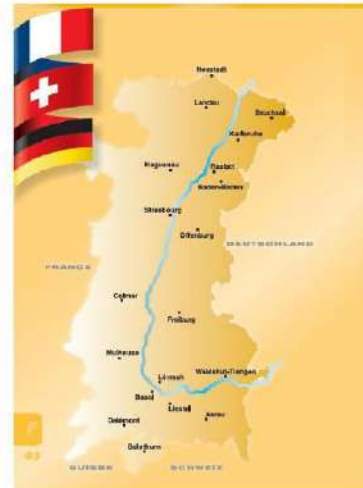 Neustadt
Landau
Bruchsal
Karlsruhe
Rastatt
Haguenau
Baden-Baden
Strasbourg
Offenburg
DEUTSCHLAND
FRANCE
Colmar
Freiburg
Mulhouse
Lörrach
Waldshut-Tiengen
Basel
Liestal
Aarau
Delémont
Solothurn
SUISSE
SCHWEIZ